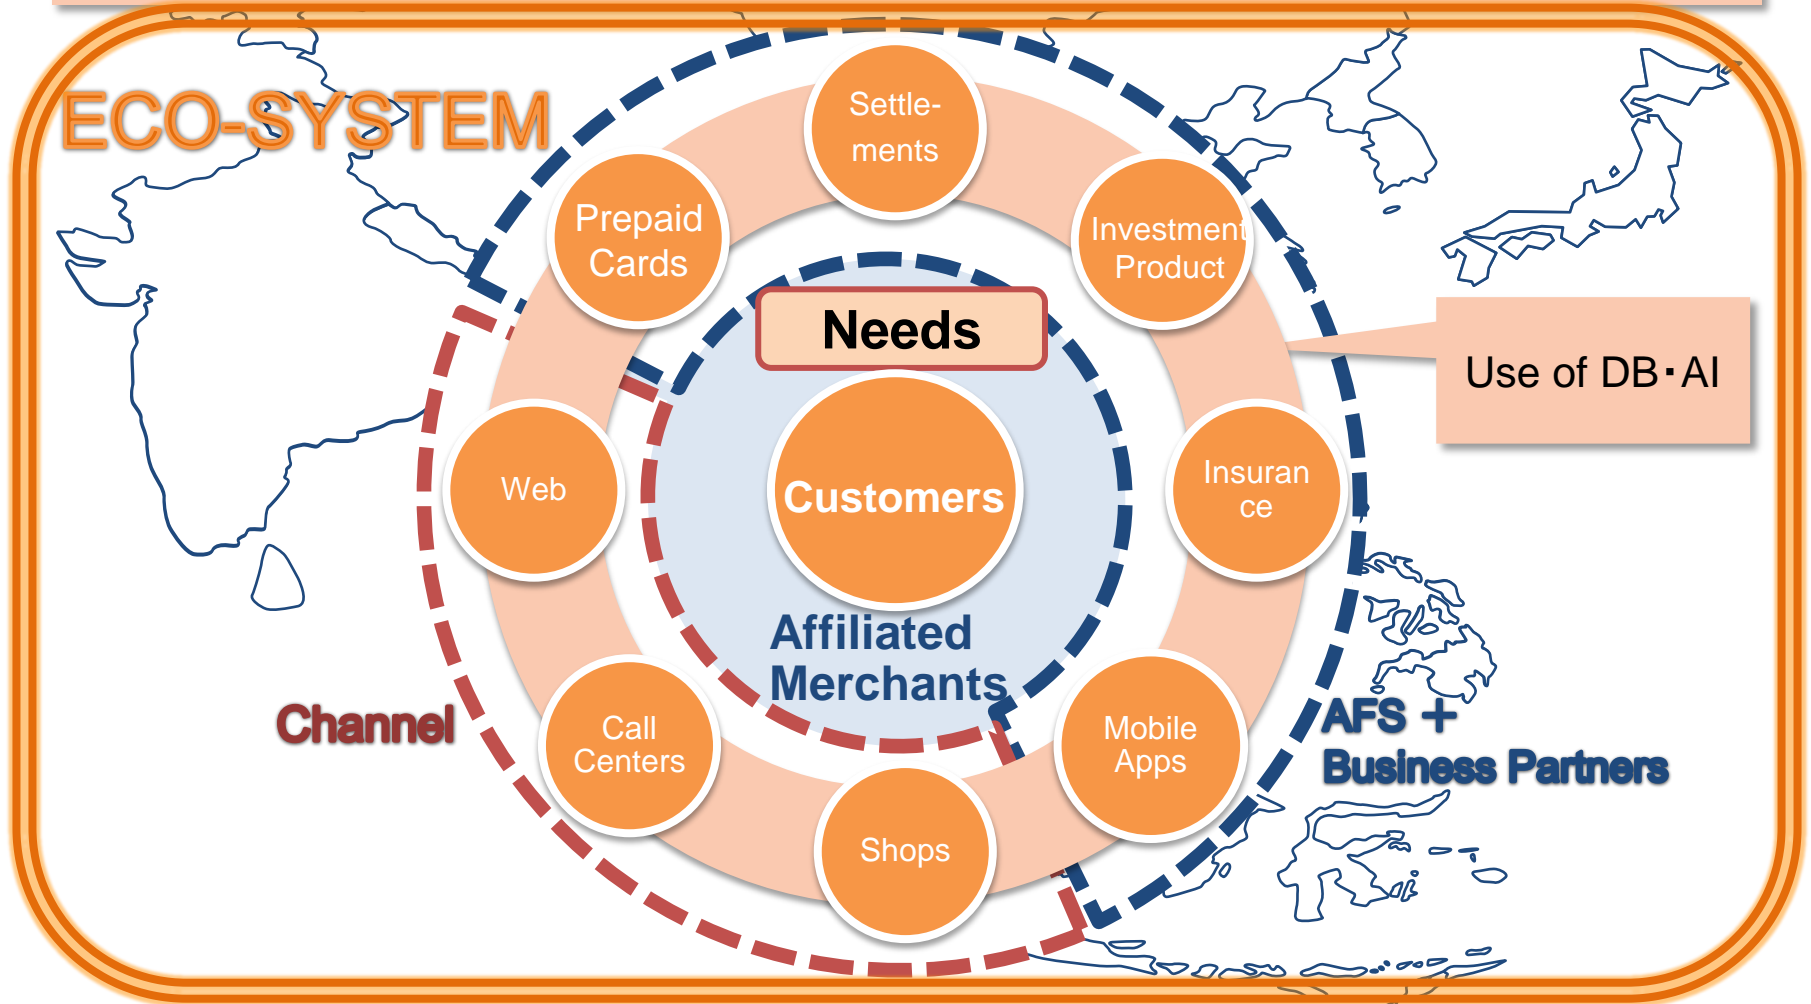 ECO-SYSTEM
Settle-
ments
Prepaid
Cards
Investment
Product
Needs
Use of DB・AI
Web
Customers
Insuran
ce
Affiliated
Merchants
Channel
Call
Centers
Mobile
Apps
AFS +
Business Partners
Shops